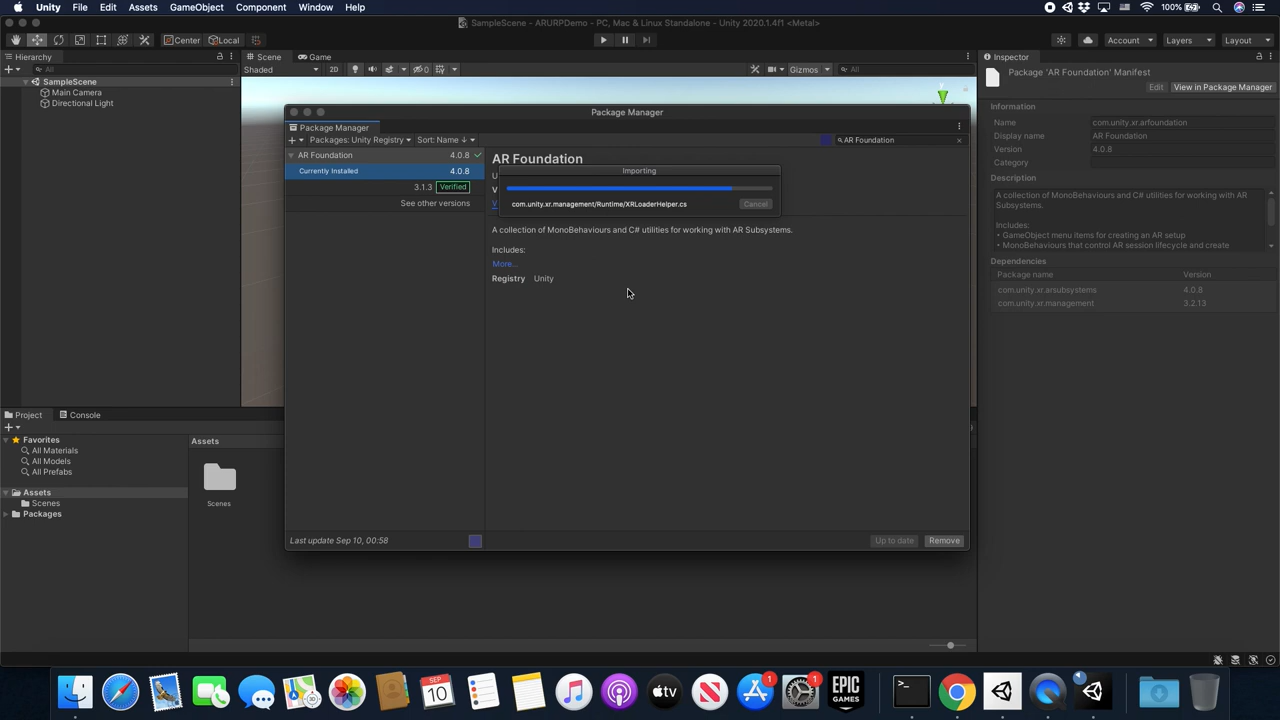 Unity File Edit Assets GameObject Component Window Help 100%
SampleScene - ARURPDemo - PC, Mac & Linux Standalone - Unity 2020.1.4f1 <Metal>
Center Local Account Layers Layout
Hierarchy Scene Game Inspector
All Shaded 2D 0 Gizmos All
SampleScene
Main Camera
Directional Light
Package 'AR Foundation' Manifest
Edit View in Package Manager
Information
Name com.unity.xr.arfoundation
Display name AR Foundation
Version 4.0.8
Category
Description
A collection of MonoBehaviours and C# utilities for working with AR
Subsystems.
Includes:
• GameObject menu items for creating an AR setup
• MonoBehaviours that control AR session lifecycle and create
Dependencies
Package name Version
com.unity.xr.arsubsystems 4.0.8
com.unity.xr.management 3.2.13
Package Manager
Package Manager
Packages: Unity Registry Sort: Name ↓ AR Foundation
AR Foundation 4.0.8
Currently Installed 4.0.8
3.1.3 Verified
See other versions
AR Foundation
U
V
V
Importing
com.unity.xr.management/Runtime/XRLoaderHelper.cs Cancel
A collection of MonoBehaviours and C# utilities for working with AR Subsystems.
Includes:
More...
Registry Unity
Last update Sep 10, 00:58 Up to date Remove
Project Console
Favorites
All Materials
All Models
All Prefabs
Assets
Scenes
Packages
Assets
Scenes
SEP
10
tv
1
1
EPIC
GAMES
>_